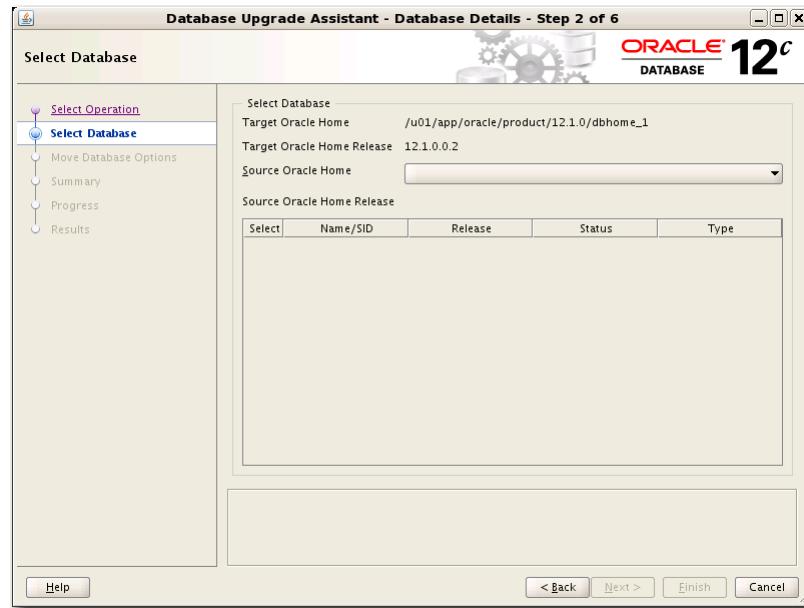 Database Upgrade Assistant - Database Details - Step 2 of 6
Select Database
ORACLE
DATABASE
12c
Select Operation
Select Database
Move Database Options
Summary
Progress
Results
Select Database
Target Oracle Home /u01/app/oracle/product/12.1.0/dbhome_1
Target Oracle Home Release 12.1.0.0.2
Source Oracle Home
Source Oracle Home Release
Select Name/SID Release Status Type
Help < Back Next > Finish Cancel